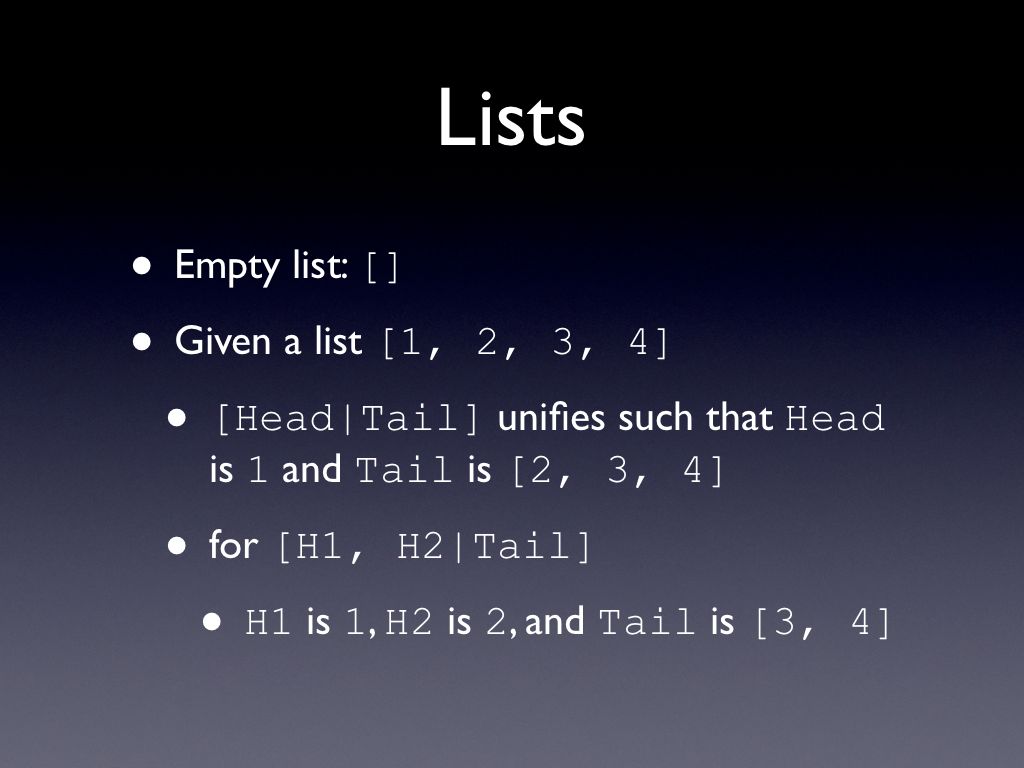 Lists
• Empty list: []
• Given a list [1, 2, 3, 4]
• [Head|Tail] unifies such that Head
is 1 and Tail is [2, 3, 4]
• for [H1, H2|Tail]
• H1 is 1, H2 is 2, and Tail is [3, 4]